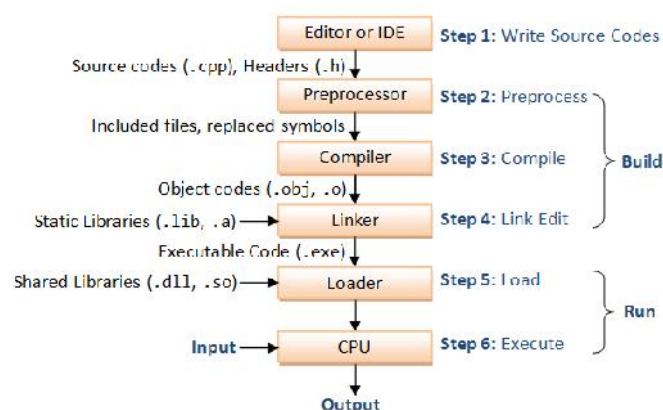 Editor or IDE Step 1: Write Source Codes
Source codes (.cpp), Headers (.h)
Preprocessor Step 2: Preprocess
Included files, replaced symbols
Compiler Step 3: Compile Build
Object codes (.obj, .o)
Static Libraries (.lib, .a) Linker Step 4: Link Edit
Executable Code (.exe)
Shared Libraries (.dll, .so) Loader Step 5: Load
Run
Input CPU Step 6: Execute
Output